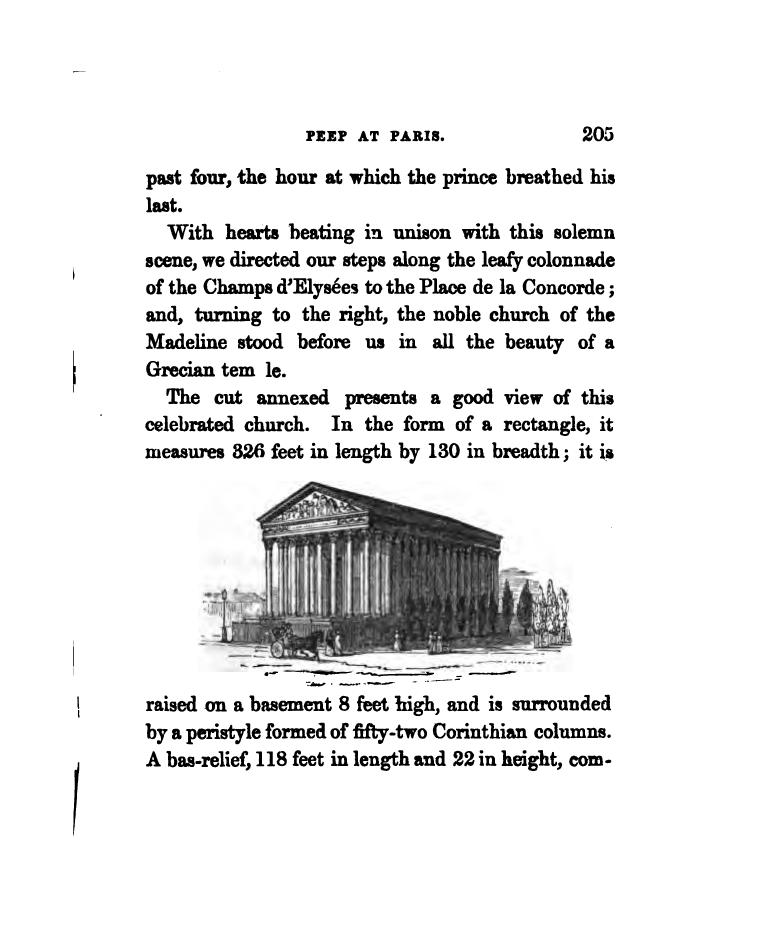 PEEP AT PARIS. 205
past four, the hour at which the prince breathed his
last.
With hearts beating in unison with this solemn
scene, we directed our steps along the leafy colonnade
of the Champs d'Elysées to the Place de la Concorde;
and, turning to the right, the noble church of the
Madeline stood before us in all the beauty of a
Grecian tem le.
The cut annexed presents a good view of this
celebrated church. In the form of a rectangle, it
measures 326 feet in length by 130 in breadth; it is
raised on a basement 8 feet high, and is surrounded
by a peristyle formed of fifty-two Corinthian columns.
A bas-relief, 118 feet in length and 22 in height, com-